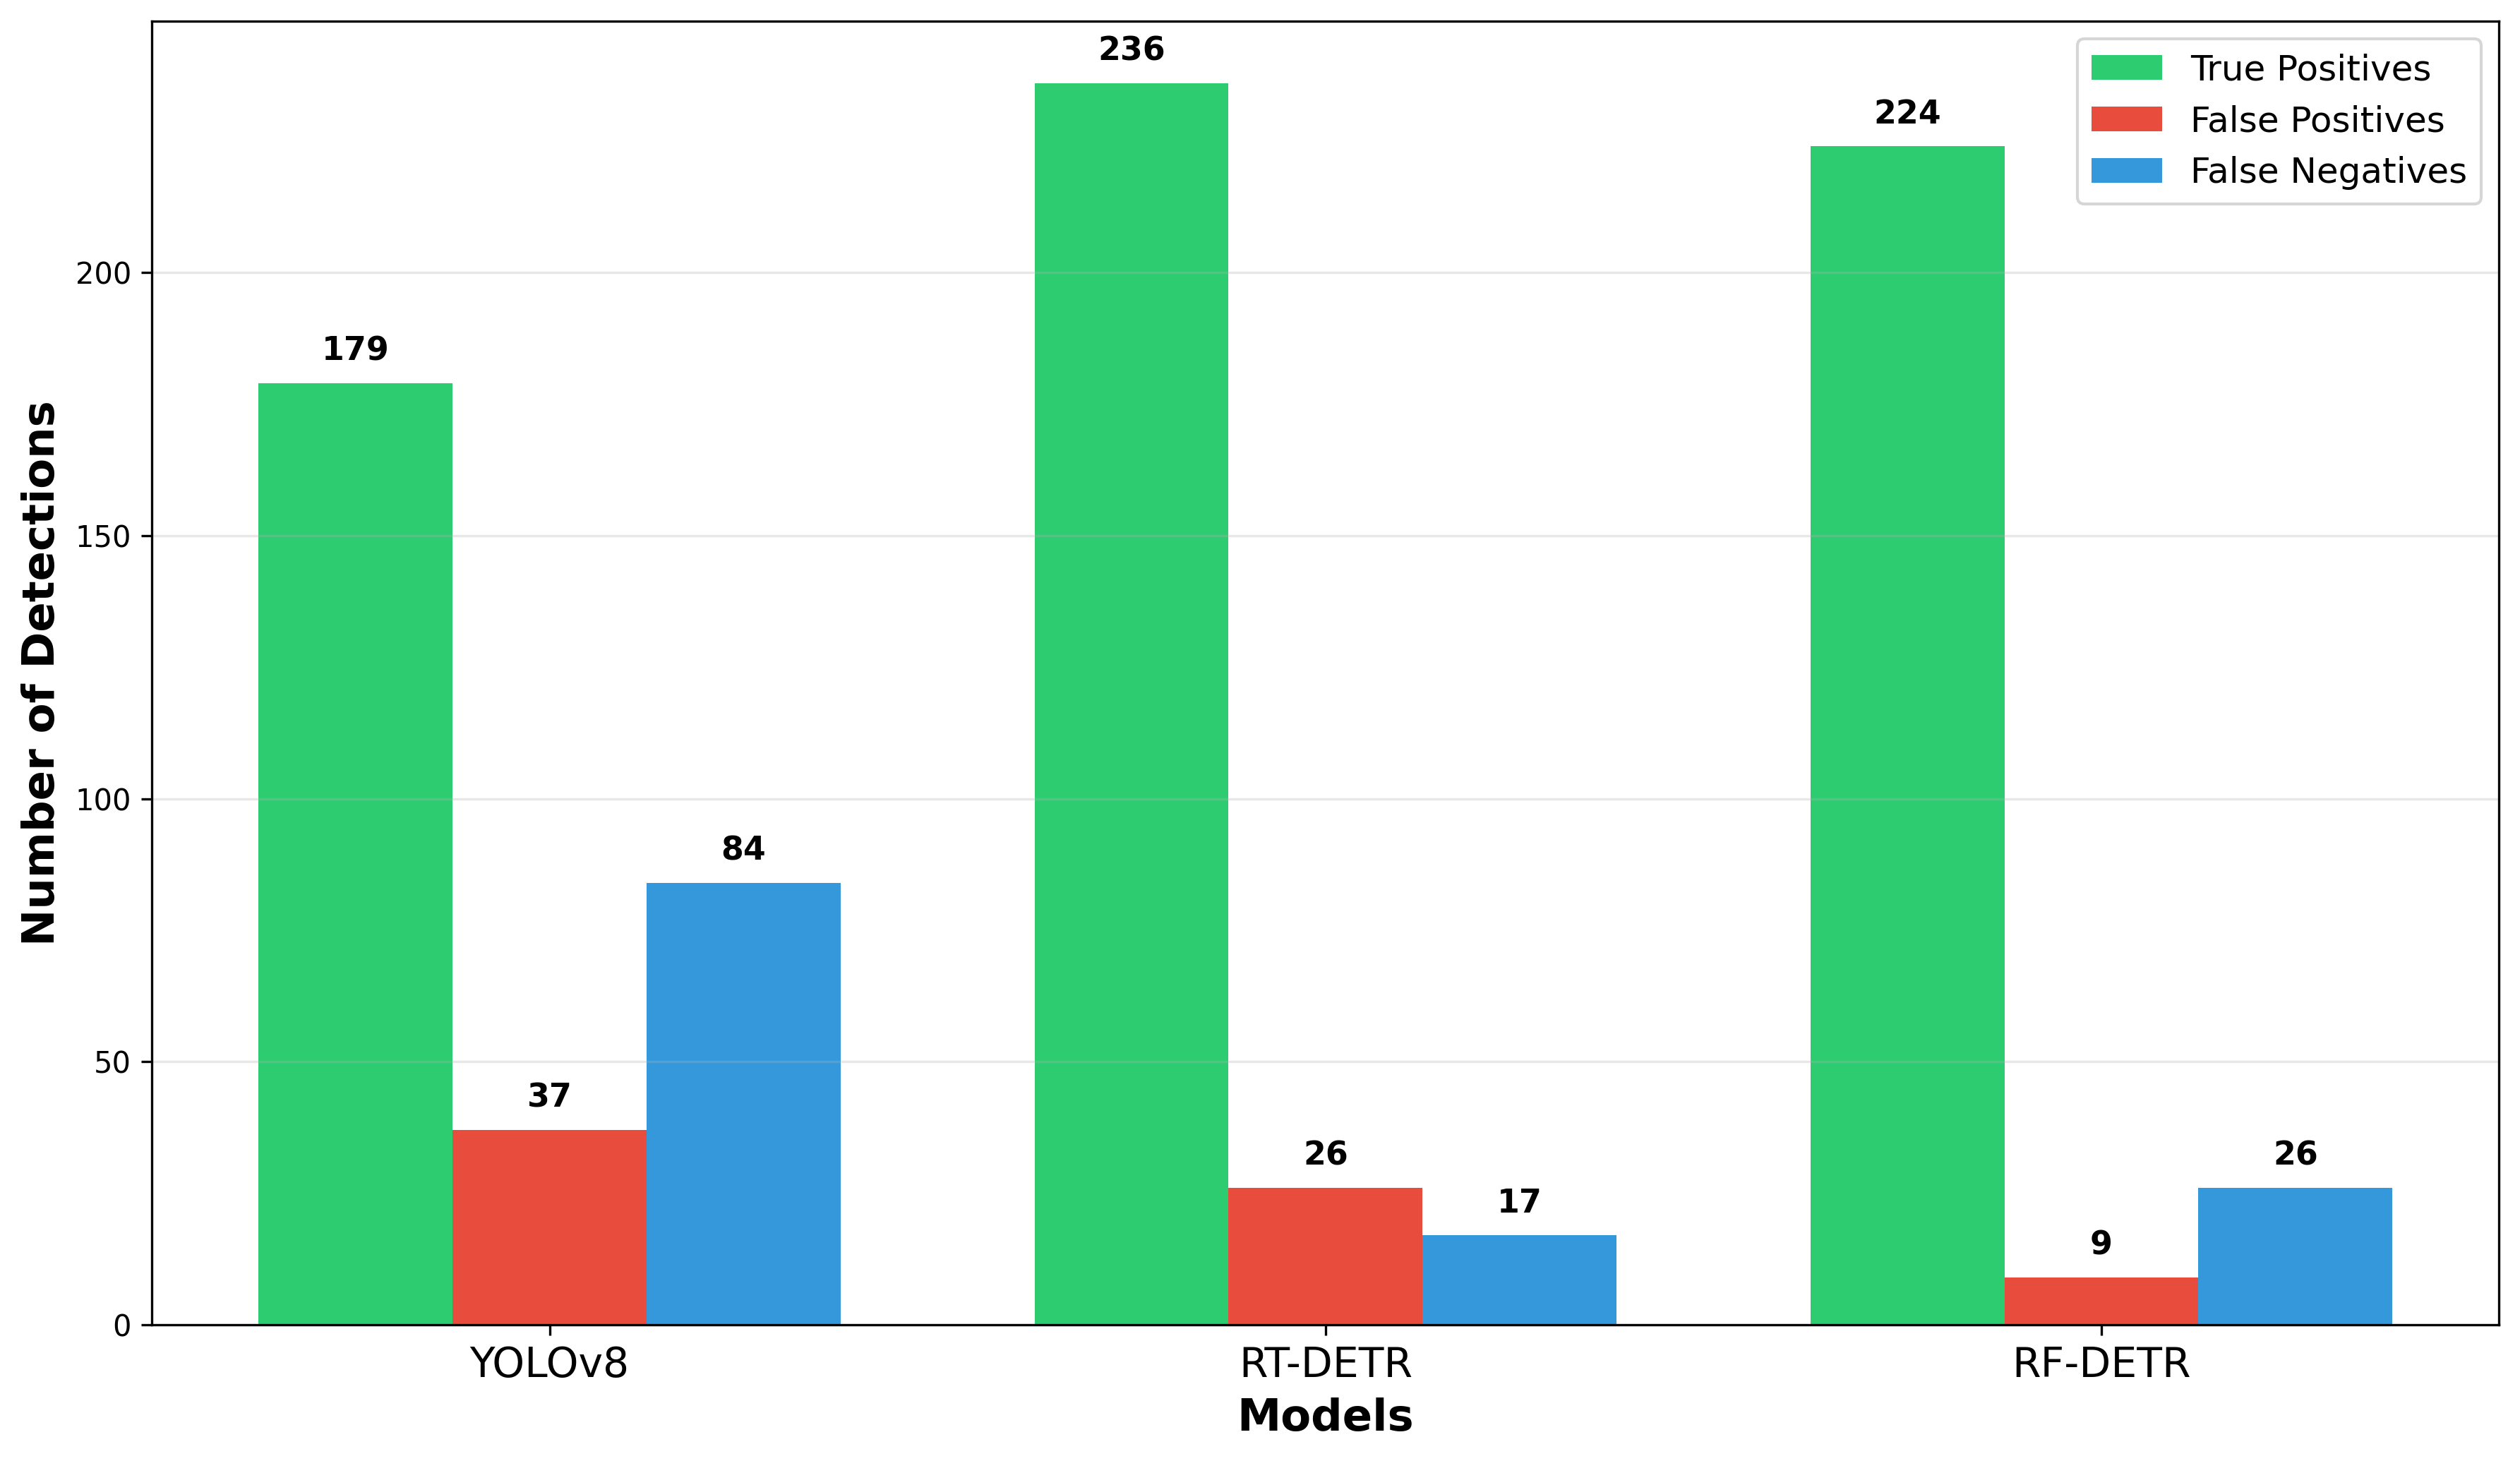 236
True Positives
224
False Positives
False Negatives
200
179
150
Number of Detections
100
84
50
37
26
26
17
9
0
YOLOv8
RT-DETR
RF-DETR
Models